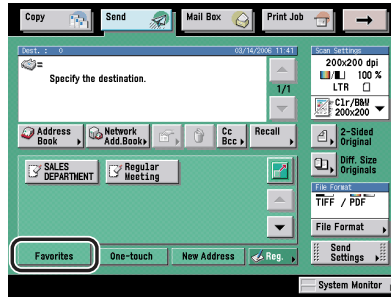 Copy
Send
Mail Box
Print Job
Dest. : 0
03/14/2006 11:41
Specify the destination.
1/1
Address
Book
Network
Add.Book
Cc
Bcc
Recall
SALES
DEPARTMENT
Regular
Meeting
Favorites
One-touch
New Address
Reg.
Scan Settings
200x200 dpi
100 %
LTR
Clr/B&W
200x200
2-Sided
Original
Diff. Size
Originals
File Format
TIFF / PDF
File Format
Send
Settings
System Monitor